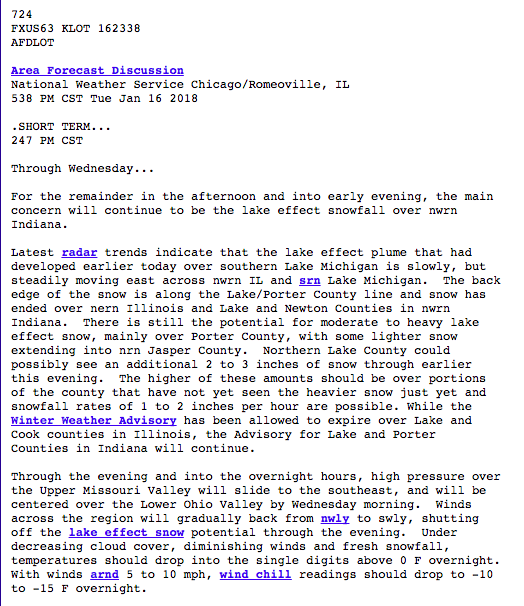 724
FXUS63 KLOT 162338
AFDLOT
Area Forecast Discussion
National Weather Service Chicago/Romeoville, IL
538 PM CST Tue Jan 16 2018
.SHORT TERM...
247 PM CST
Through Wednesday...
For the remainder in the afternoon and into early evening, the main
concern will continue to be the lake effect snowfall over nwrn
Indiana.
Latest radar trends indicate that the lake effect plume that had
developed earlier today over southern Lake Michigan is slowly, but
steadily moving east across nwrn IL and srn Lake Michigan.  The back
edge of the snow is along the Lake/Porter County line and snow has
ended over nern Illinois and Lake and Newton Counties in nwrn
Indiana.  There is still the potential for moderate to heavy lake
effect snow, mainly over Porter County, with some lighter snow
extending into nrn Jasper County.  Northern Lake County could
possibly see an additional 2 to 3 inches of snow through earlier
this evening.  The higher of these amounts should be over portions
of the county that have not yet seen the heavier snow just yet and
snowfall rates of 1 to 2 inches per hour are possible. While the
Winter Weather Advisory has been allowed to expire over Lake and
Cook counties in Illinois, the Advisory for Lake and Porter
Counties in Indiana will continue.
Through the evening and into the overnight hours, high pressure over
the Upper Missouri Valley will slide to the southeast, and will be
centered over the Lower Ohio Valley by Wednesday morning.  Winds
across the region will gradually back from nwly to swly, shutting
off the lake effect snow potential through the evening.  Under
decreasing cloud cover, diminishing winds and fresh snowfall,
temperatures should drop into the single digits above 0 F overnight.
With winds arnd 5 to 10 mph, wind chill readings should drop to -10
to -15 F overnight.